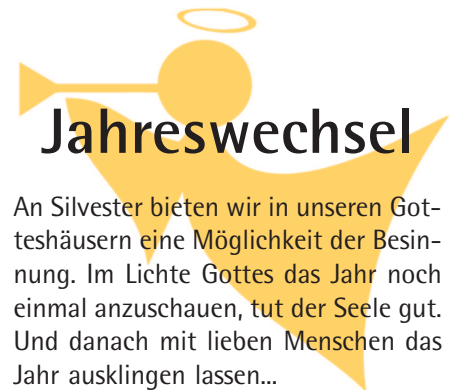 Jahreswechsel
An Silvester bieten wir in unseren Got-
teshäusern eine Möglichkeit der Besin-
nung. Im Lichte Gottes das Jahr noch
einmal anzuschauen, tut der Seele gut.
Und danach mit lieben Menschen das
Jahr ausklingen lassen...